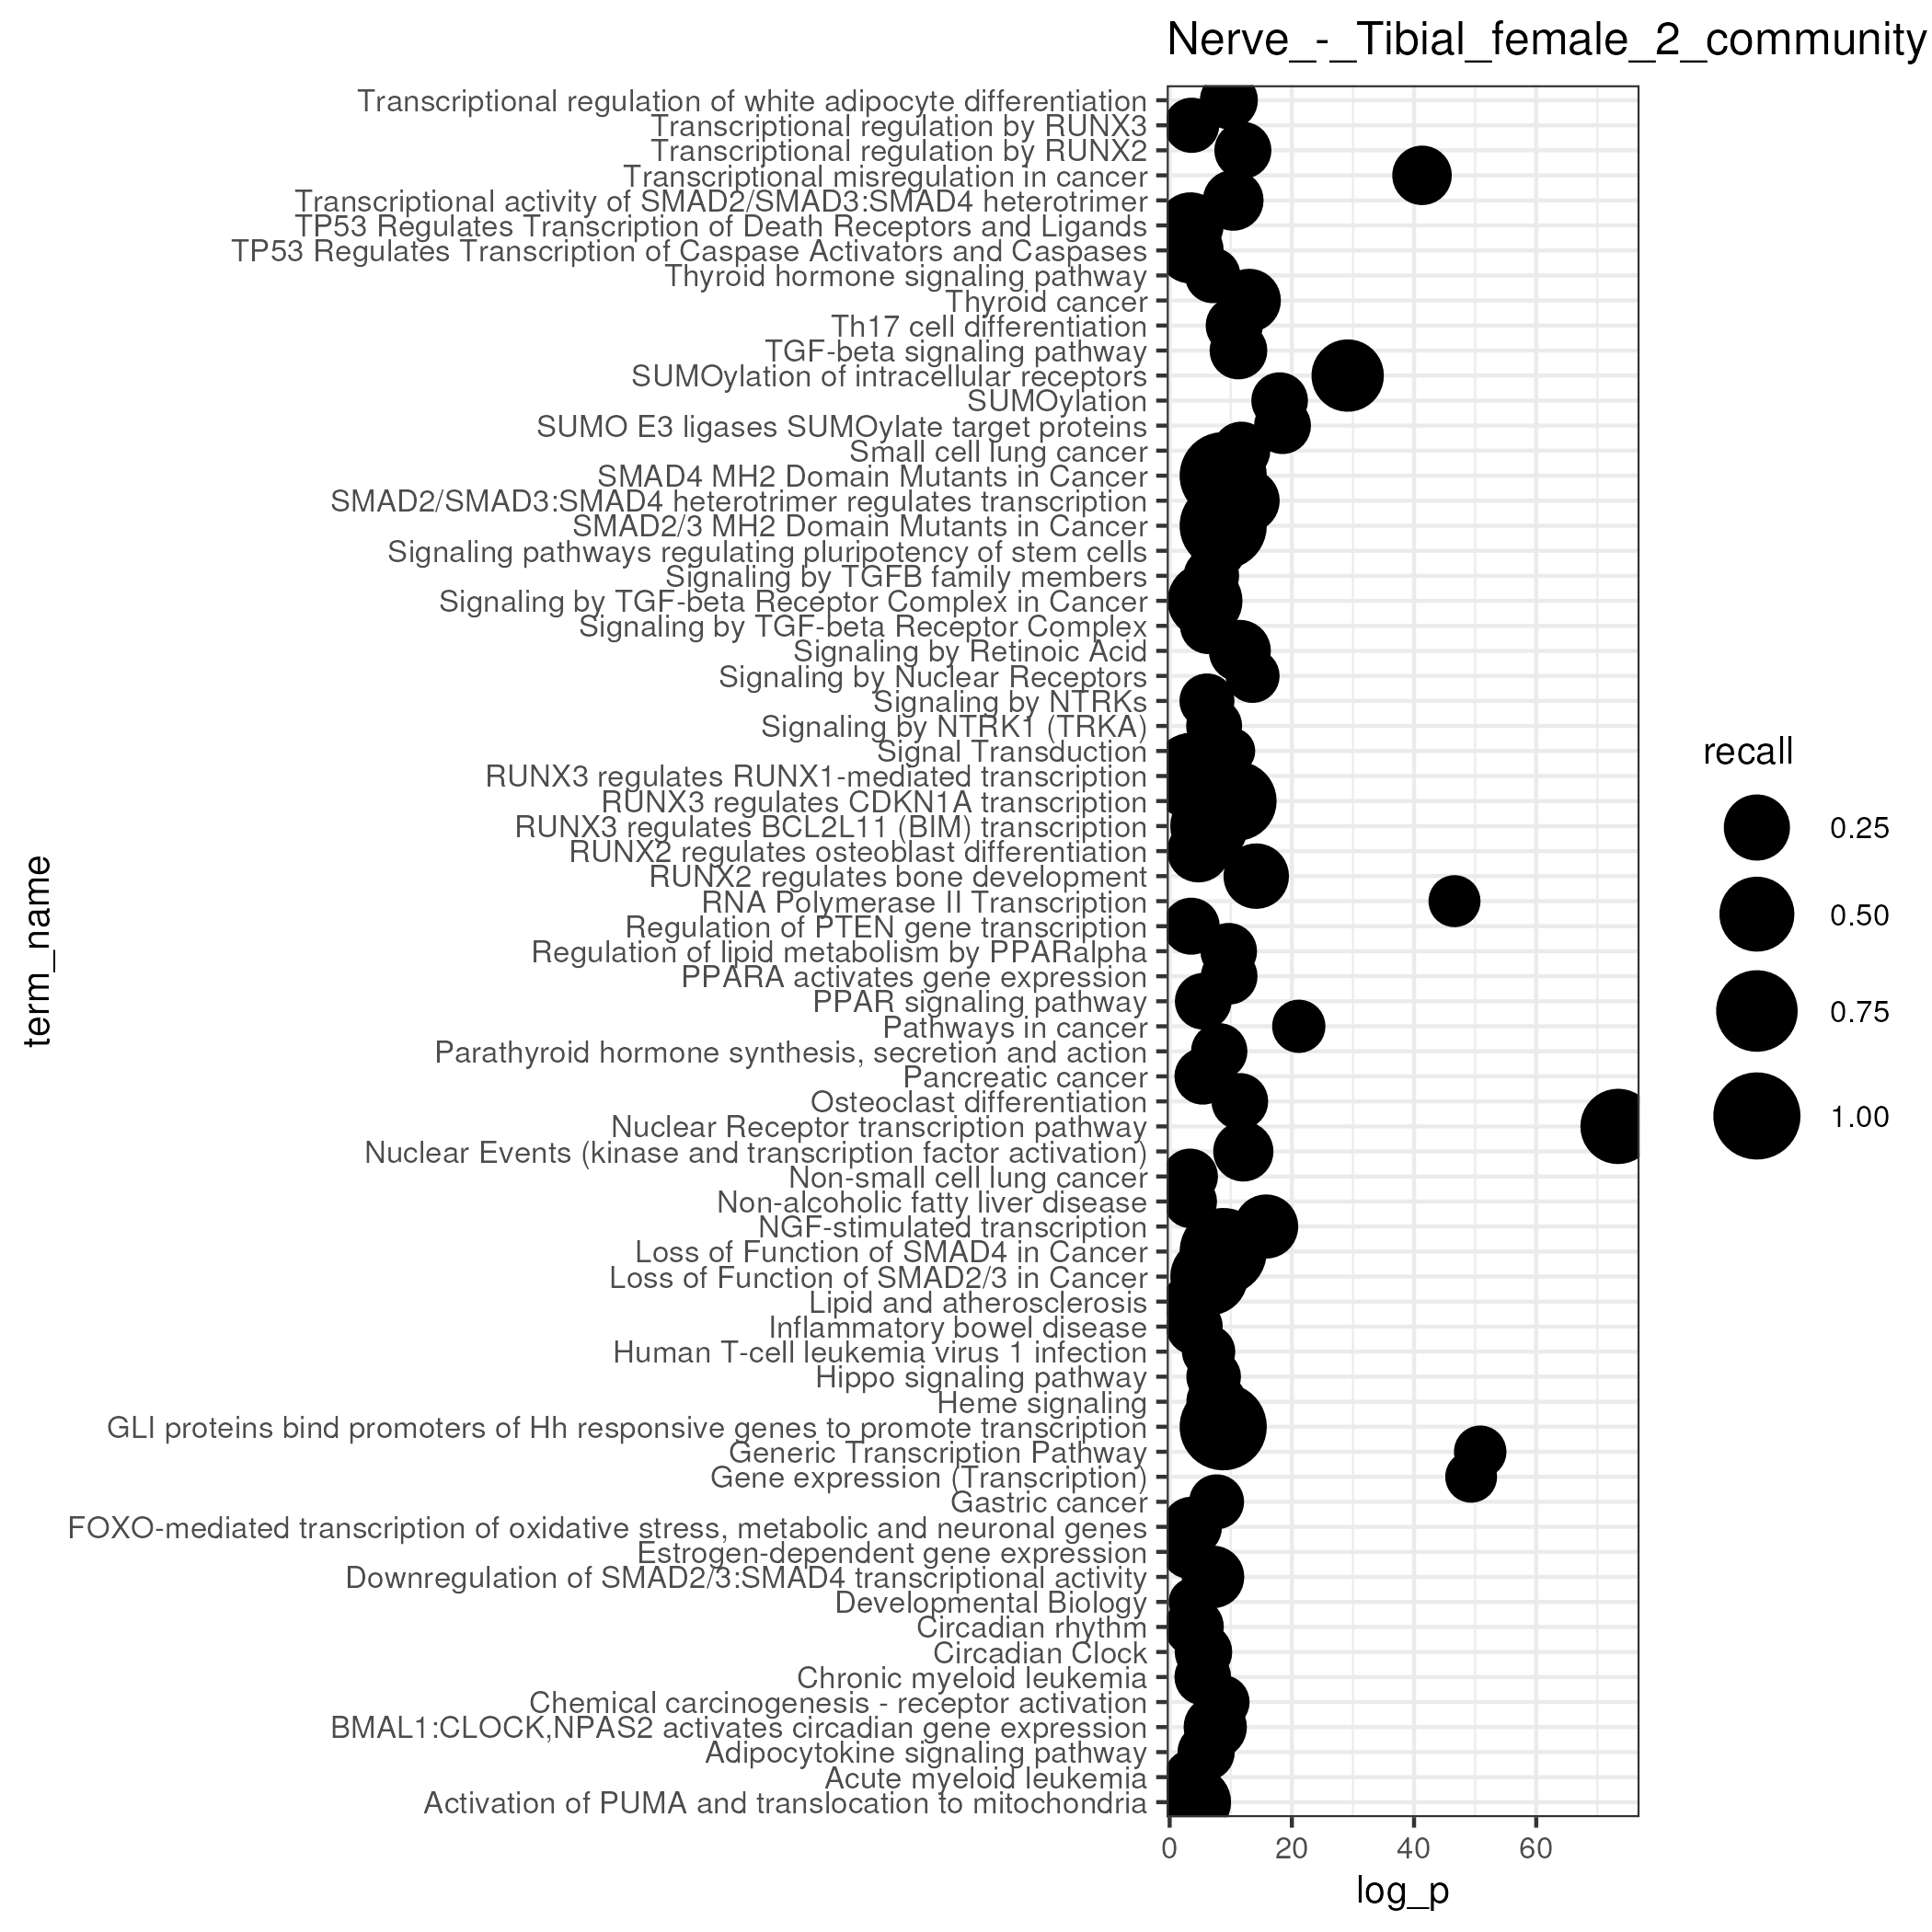 Nerve_-_Tibial_female_2_community
Transcriptional regulation of white adipocyte differentiation
Transcriptional regulation by RUNX3
Transcriptional regulation by RUNX2
Transcriptional misregulation in cancer
Transcriptional activity of SMAD2/SMAD3:SMAD4 heterotrimer
TP53 Regulates Transcription of Death Receptors and Ligands
TP53 Regulates Transcription of Caspase Activators and Caspases
Thyroid hormone signaling pathway
Thyroid cancer
Th17 cell differentiation
TGF-beta signaling pathway
SUMOylation of intracellular receptors
SUMOylation
SUMO E3 ligases SUMOylate target proteins
Small cell lung cancer
SMAD4 MH2 Domain Mutants in Cancer
SMAD2/SMAD3:SMAD4 heterotrimer regulates transcription
SMAD2/3 MH2 Domain Mutants in Cancer
Signaling pathways regulating pluripotency of stem cells
Signaling by TGFB family members
Signaling by TGF-beta Receptor Complex in Cancer
Signaling by TGF-beta Receptor Complex
Signaling by Retinoic Acid
Signaling by Nuclear Receptors
Signaling by NTRKs
Signaling by NTRK1 (TRKA)
Signal Transduction
RUNX3 regulates RUNX1-mediated transcription
RUNX3 regulates CDKN1A transcription
RUNX3 regulates BCL2L11 (BIM) transcription
RUNX2 regulates osteoblast differentiation
RUNX2 regulates bone development
RNA Polymerase II Transcription
Regulation of PTEN gene transcription
Regulation of lipid metabolism by PPARalpha
PPARA activates gene expression
PPAR signaling pathway
Pathways in cancer
Parathyroid hormone synthesis, secretion and action
Pancreatic cancer
Osteoclast differentiation
Nuclear Receptor transcription pathway
Nuclear Events (kinase and transcription factor activation)
Non-small cell lung cancer
Non-alcoholic fatty liver disease
NGF-stimulated transcription
Loss of Function of SMAD4 in Cancer
Loss of Function of SMAD2/3 in Cancer
Lipid and atherosclerosis
Inflammatory bowel disease
Human T-cell leukemia virus 1 infection
Hippo signaling pathway
Heme signaling
GLI proteins bind promoters of Hh responsive genes to promote transcription
Generic Transcription Pathway
Gene expression (Transcription)
Gastric cancer
FOXO-mediated transcription of oxidative stress, metabolic and neuronal genes
Estrogen-dependent gene expression
Downregulation of SMAD2/3:SMAD4 transcriptional activity
Developmental Biology
Circadian rhythm
Circadian Clock
Chronic myeloid leukemia
Chemical carcinogenesis - receptor activation
BMAL1:CLOCK,NPAS2 activates circadian gene expression
Adipocytokine signaling pathway
Acute myeloid leukemia
Activation of PUMA and translocation to mitochondria
term_name
0 20 40 60
log_p
recall
0.25
0.50
0.75
1.00